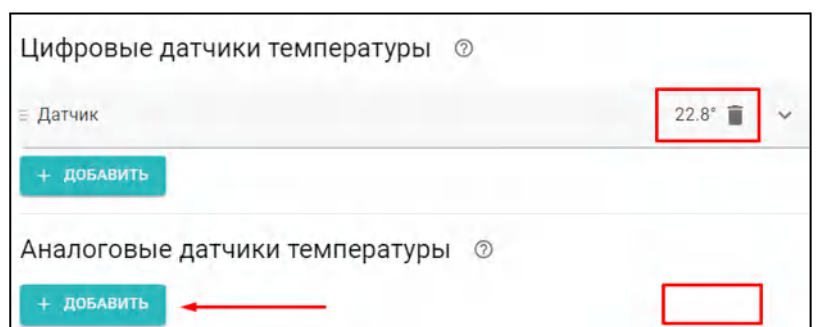 Цифровые датчики температуры
Датчик 22.8°
+ ДОБАВИТЬ
Аналоговые датчики температуры
+ ДОБАВИТЬ